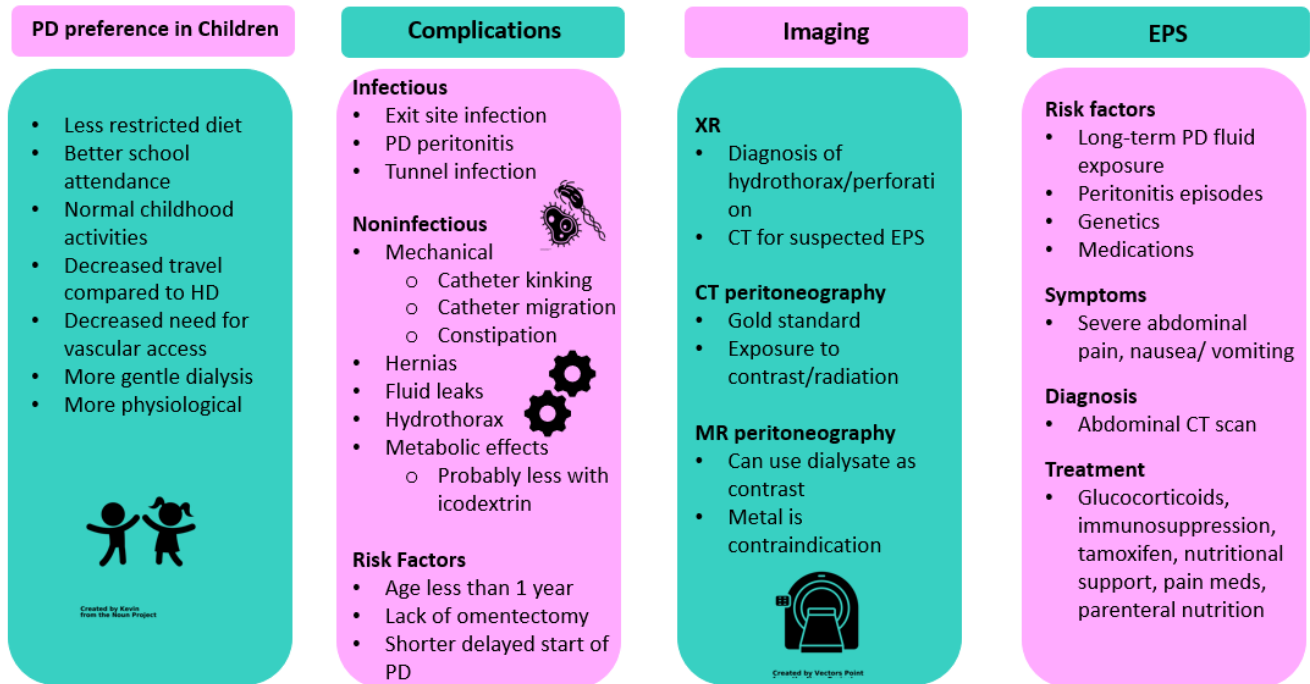 PD preference in Children
• Less restricted diet
• Better school
attendance
• Normal childhood
activities
• Decreased travel
compared to HD
• Decreased need for
vascular access
• More gentle dialysis
• More physiological
Created by Kevin
from the Noun Project
Complications
Infectious
• Exit site infection
• PD peritonitis
• Tunnel infection
Noninfectious
• Mechanical
o Catheter kinking
o Catheter migration
o Constipation
• Hernias
• Fluid leaks
• Hydrothorax
• Metabolic effects
o Probably less with
icodextrin
Risk Factors
• Age less than 1 year
• Lack of omentectomy
• Shorter delayed start of
PD
Imaging
XR
• Diagnosis of
hydrothorax/perforati
on
• CT for suspected EPS
CT peritoneography
• Gold standard
• Exposure to
contrast/radiation
MR peritoneography
• Can use dialysate as
contrast
• Metal is
contraindication
Created by Vectors Point
EPS
Risk factors
• Long-term PD fluid
exposure
• Peritonitis episodes
• Genetics
• Medications
Symptoms
• Severe abdominal
pain, nausea/ vomiting
Diagnosis
• Abdominal CT scan
Treatment
• Glucocorticoids,
immunosuppression,
tamoxifen, nutritional
support, pain meds,
parenteral nutrition